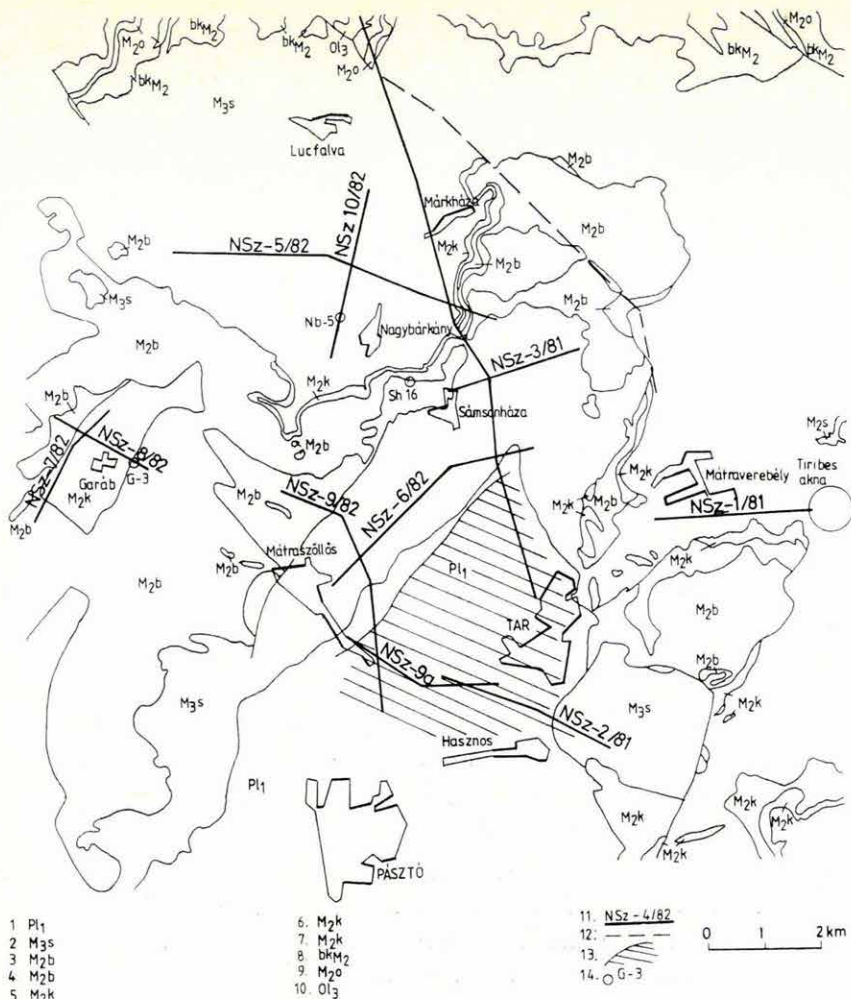 M₂o
bkM₂
bkM₂
Ol₃
M₂o
bkM₂
M₂o
bkM₂
bkM₂
M₃s
Lucfalva
M₂b
Márkháza
M₂k
M₂b
M₂b
NSz-5/82
NSz 10/82
M₂b
M₃s
M₂b
Nb-5
Nagybárkány
M₂b
M₂k
NSz-3/81
Sh 16
Sámsonháza
M₂b
M₂s
Tiribes
akna
NSz-7/82
NSz-8/82
Garáb
G-3
M₂k
M₂b
M₂b
M₂b
NSz-9/82
NSz-6/82
M₂k
M₂k
M₂b
Mátraverebély
NSz-1/81
M₂b
Mátraszőllős
M₂b
Pl₁
M₂k
M₂b
TAR
NSz-9a
M₂b
M₂k
M₃s
M₃s
NSz-2/81
Hasznos
Pl₁
M₂k
M₂k
M₂k
M₂k
PÁSZTÓ
1 Pl₁
2 M₃s
3 M₂b
4 M₂b
5 M₂k
6. M₂k
7. M₂k
8 bkM₂
9. M₂o
10. Ol₃
11. NSz-4/82
12.
13.
14. G-3
0 1 2 km